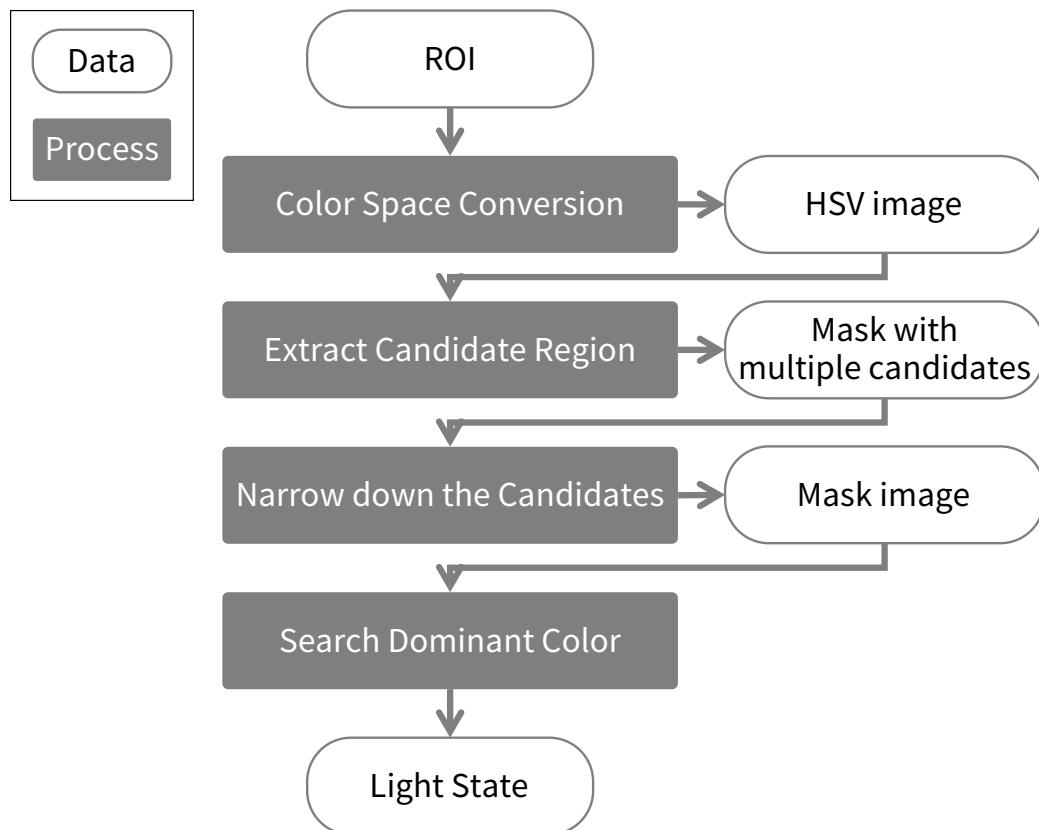 Data
Process
ROI
Color Space Conversion
HSV image
Extract Candidate Region
Mask with
multiple candidates
Narrow down the Candidates
Mask image
Search Dominant Color
Light State